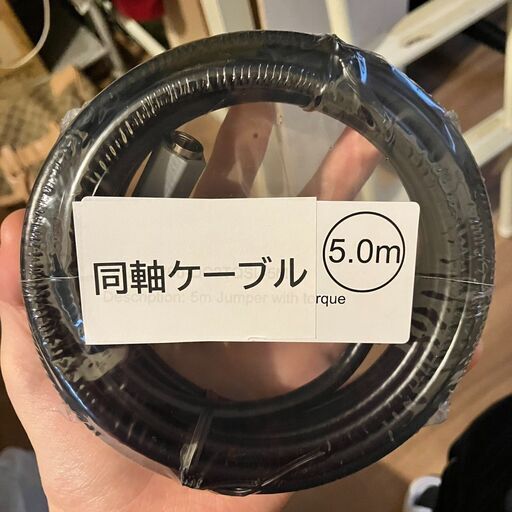 同軸ケーブル
5.0m
Description: 5m Jumper with torque